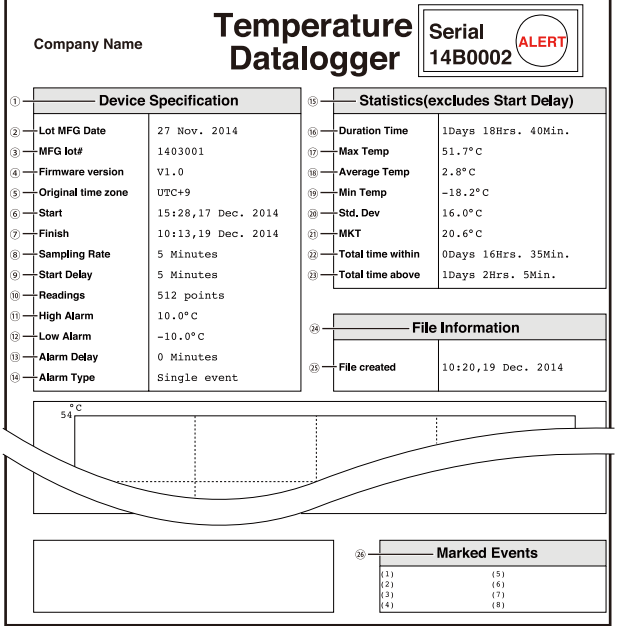 Company Name
Temperature
Datalogger
Serial
14B0002
ALERT
① Device Specification
② Lot MFG Date 27 Nov. 2014
③ MFG lot# 1403001
④ Firmware version V1.0
⑤ Original time zone UTC+9
⑥ Start 15:28,17 Dec. 2014
⑦ Finish 10:13,19 Dec. 2014
⑧ Sampling Rate 5 Minutes
⑨ Start Delay 5 Minutes
⑩ Readings 512 points
⑪ High Alarm 10.0°C
⑫ Low Alarm -10.0°C
⑬ Alarm Delay 0 Minutes
⑭ Alarm Type Single event
⑮ Statistics(excludes Start Delay)
⑯ Duration Time 1Days 18Hrs. 40Min.
⑰ Max Temp 51.7°C
⑱ Average Temp 2.8°C
⑲ Min Temp -18.2°C
⑳ Std. Dev 16.0°C
㉑ MKT 20.6°C
㉒ Total time within 0Days 16Hrs. 35Min.
㉓ Total time above 1Days 2Hrs. 5Min.
㉔ File Information
㉕ File created 10:20,19 Dec. 2014
°C
54
㉖ Marked Events
(1) (5)
(2) (6)
(3) (7)
(4) (8)